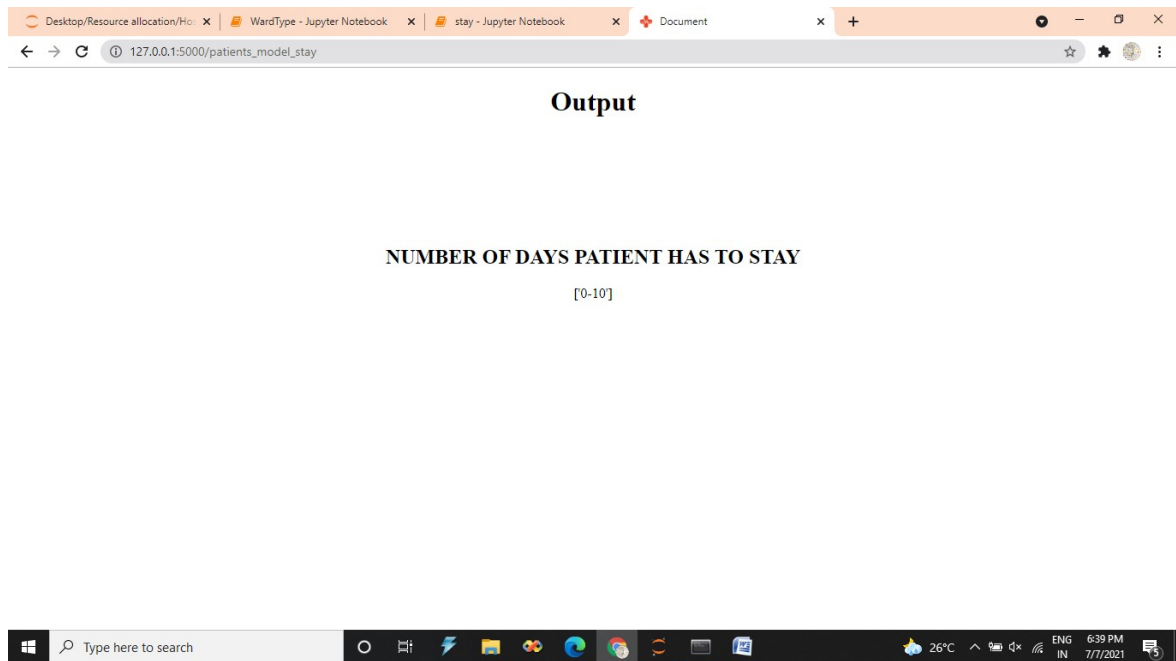 Desktop/Resource allocation/Ho
WardType - Jupyter Notebook
stay - Jupyter Notebook
Document
127.0.0.1:5000/patients_model_stay
Output
NUMBER OF DAYS PATIENT HAS TO STAY
['0-10']
Type here to search
26°C
ENG
IN
6:39 PM
7/7/2021
5